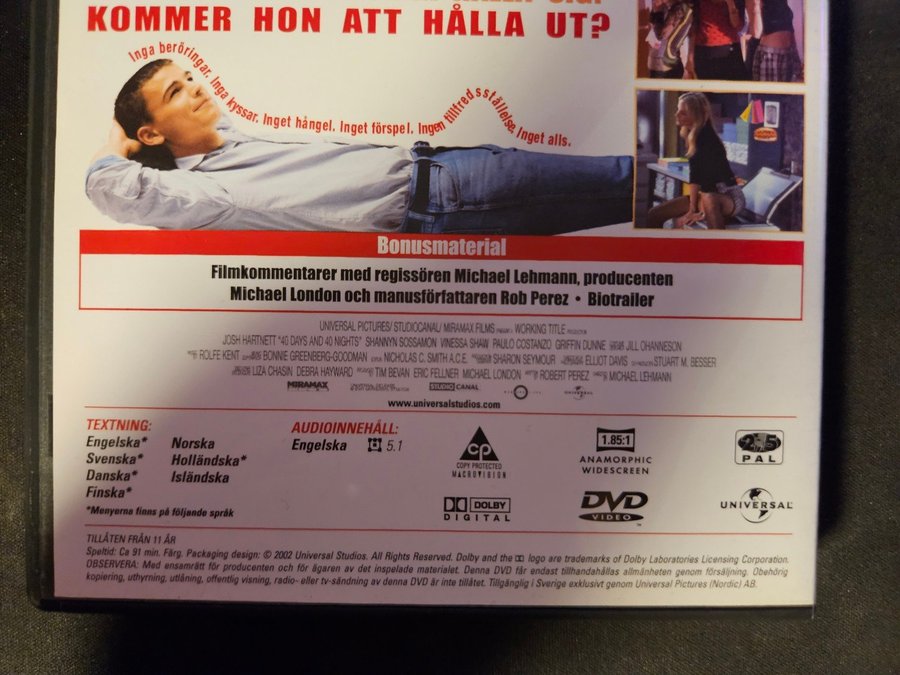 KOMMER HON ATT HÅLLA UT?
Inga beröringar. Inga kyssar. Inget hångel. Inget förspel. Ingen tillfredsställelse. Inget alls.
Bonusmaterial
Filmkommentarer med regissören Michael Lehmann, producenten
Michael London och manusförfattaren Rob Perez • Biotrailer
UNIVERSAL PICTURES/ STUDIOCANAL/ MIRAMAX FILMS WORKING TITLE PRODUCTION
JOSH HARTNETT "40 DAYS AND 40 NIGHTS" SHANNYN SOSSAMON VINESSA SHAW PAULO COSTANZO GRIFFIN DUNNE JILL OHANNESON
ROLFE KENT BONNIE GREENBERG-GOODMAN NICHOLAS C. SMITH A.C.E. SHARON SEYMOUR ELLIOT DAVIS STUART M. BESSER
LIZA CHASIN DEBRA HAYWARD TIM BEVAN ERIC FELLNER MICHAEL LONDON ROBERT PEREZ MICHAEL LEHMANN
MIRAMAX STUDIO CANAL UNIVERSAL
www.universalstudios.com
TEXTNING:
Engelska* Norska
Svenska* Holländska*
Danska* Isländska
Finska*
*Menyerna finns på följande språk
AUDIOINNEHÅLL:
Engelska 5.1
CP
COPY PROTECTED
MACROVISION
1.85:1
ANAMORPHIC
WIDESCREEN
2 5
PAL
DOLBY
DIGITAL
DVD
VIDEO™
UNIVERSAL
TILLÅTEN FRÅN 11 ÅR
Speltid: Ca 91 min. Färg. Packaging design: © 2002 Universal Studios. All Rights Reserved. Dolby and the logo are trademarks of Dolby Laboratories Licensing Corporation.
OBSERVERA: Med ensamrätt för producenten och för ägaren av det inspelade materialet. Denna DVD får endast tillhandahållas allmänheten genom försäljning. Obehörig
kopiering, uthyrning, utlåning, offentlig visning, radio- eller tv-sändning av denna DVD är inte tillåten. Tillgänglig i Sverige exklusivt genom Universal Pictures (Nordic) AB.